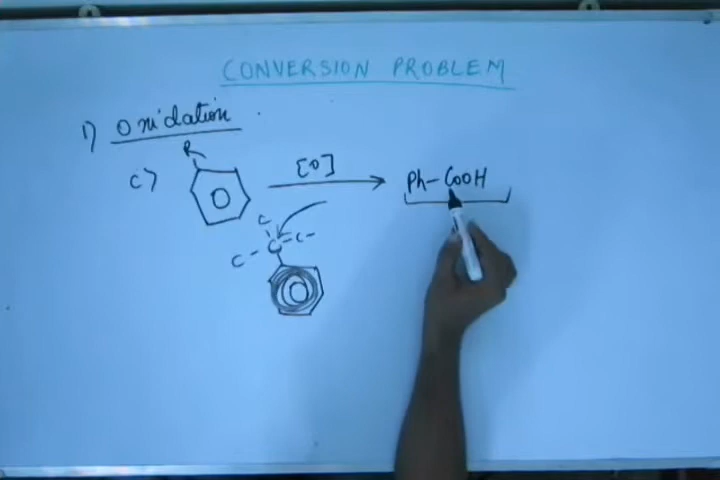 CONVERSION PROBLEM
1) Oxidation
c) R [O] Ph-COOH
C
C - C = C -